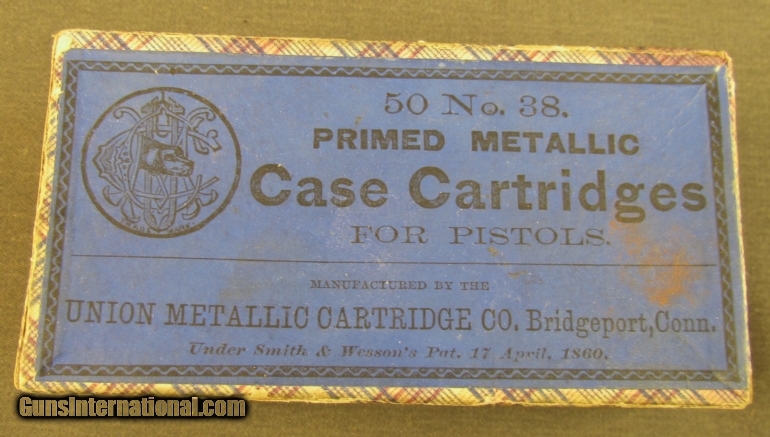 50 No. 38.
PRIMED METALLIC
Case Cartridges
FOR PISTOLS.
MANUFACTURED BY THE
UNION METALLIC CARTRIDGE CO. Bridgeport, Conn.
Under Smith & Wesson's Pat. 17 April, 1860.
GunsInternational.com